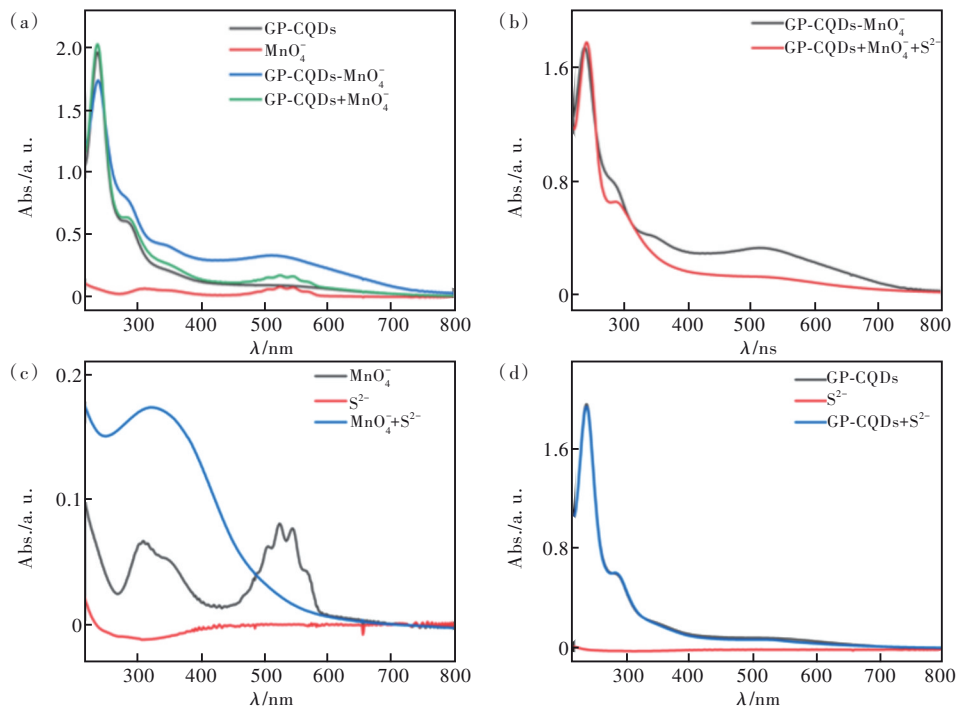 (a)
GP-CQDs
MnO₄⁻
GP-CQDs-MnO₄⁻
GP-CQDs+MnO₄⁻
Abs./a. u.
2.0
1.5
1.0
0.5
0
300 400 500 600 700 800
λ/nm
(b)
GP-CQDs-MnO₄⁻
GP-CQDs+MnO₄⁻+S²⁻
Abs./a. u.
1.6
0.8
0
300 400 500 600 700 800
λ/ns
(c)
MnO₄⁻
S²⁻
MnO₄⁻+S²⁻
Abs./a. u.
0.2
0.1
0
300 400 500 600 700 800
λ/nm
(d)
GP-CQDs
S²⁻
GP-CQDs+S²⁻
Abs./a. u.
1.6
0.8
0
300 400 500 600 700 800
λ/nm